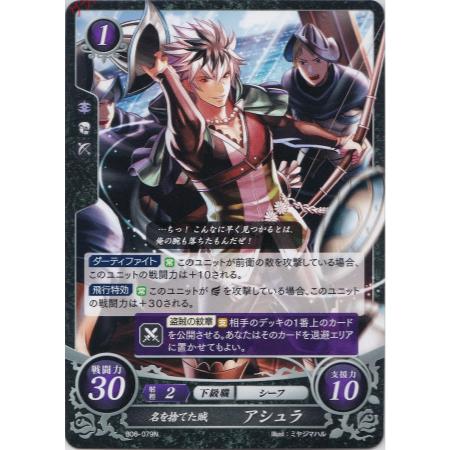 1
…ちっ！ こんなに早く見つかるとは、
俺の腕も落ちたもんだぜ！
ダーティファイト 常 このユニットが前衛の敵を攻撃している場合、
このユニットの戦闘力は＋10される。
飛行特効 常 このユニットが を攻撃している場合、このユニットの戦闘力
は＋30される。
盗賊の紋章 支 相手のデッキの1番上のカード
を公開させる。あなたはそのカードを退避エリア
に置かせてもよい。
戦闘力
30
射程 2
下級職 シーフ
支援力
10
名を捨てた賊 アシュラ
B06-079N
Illust：ミヤジマハル